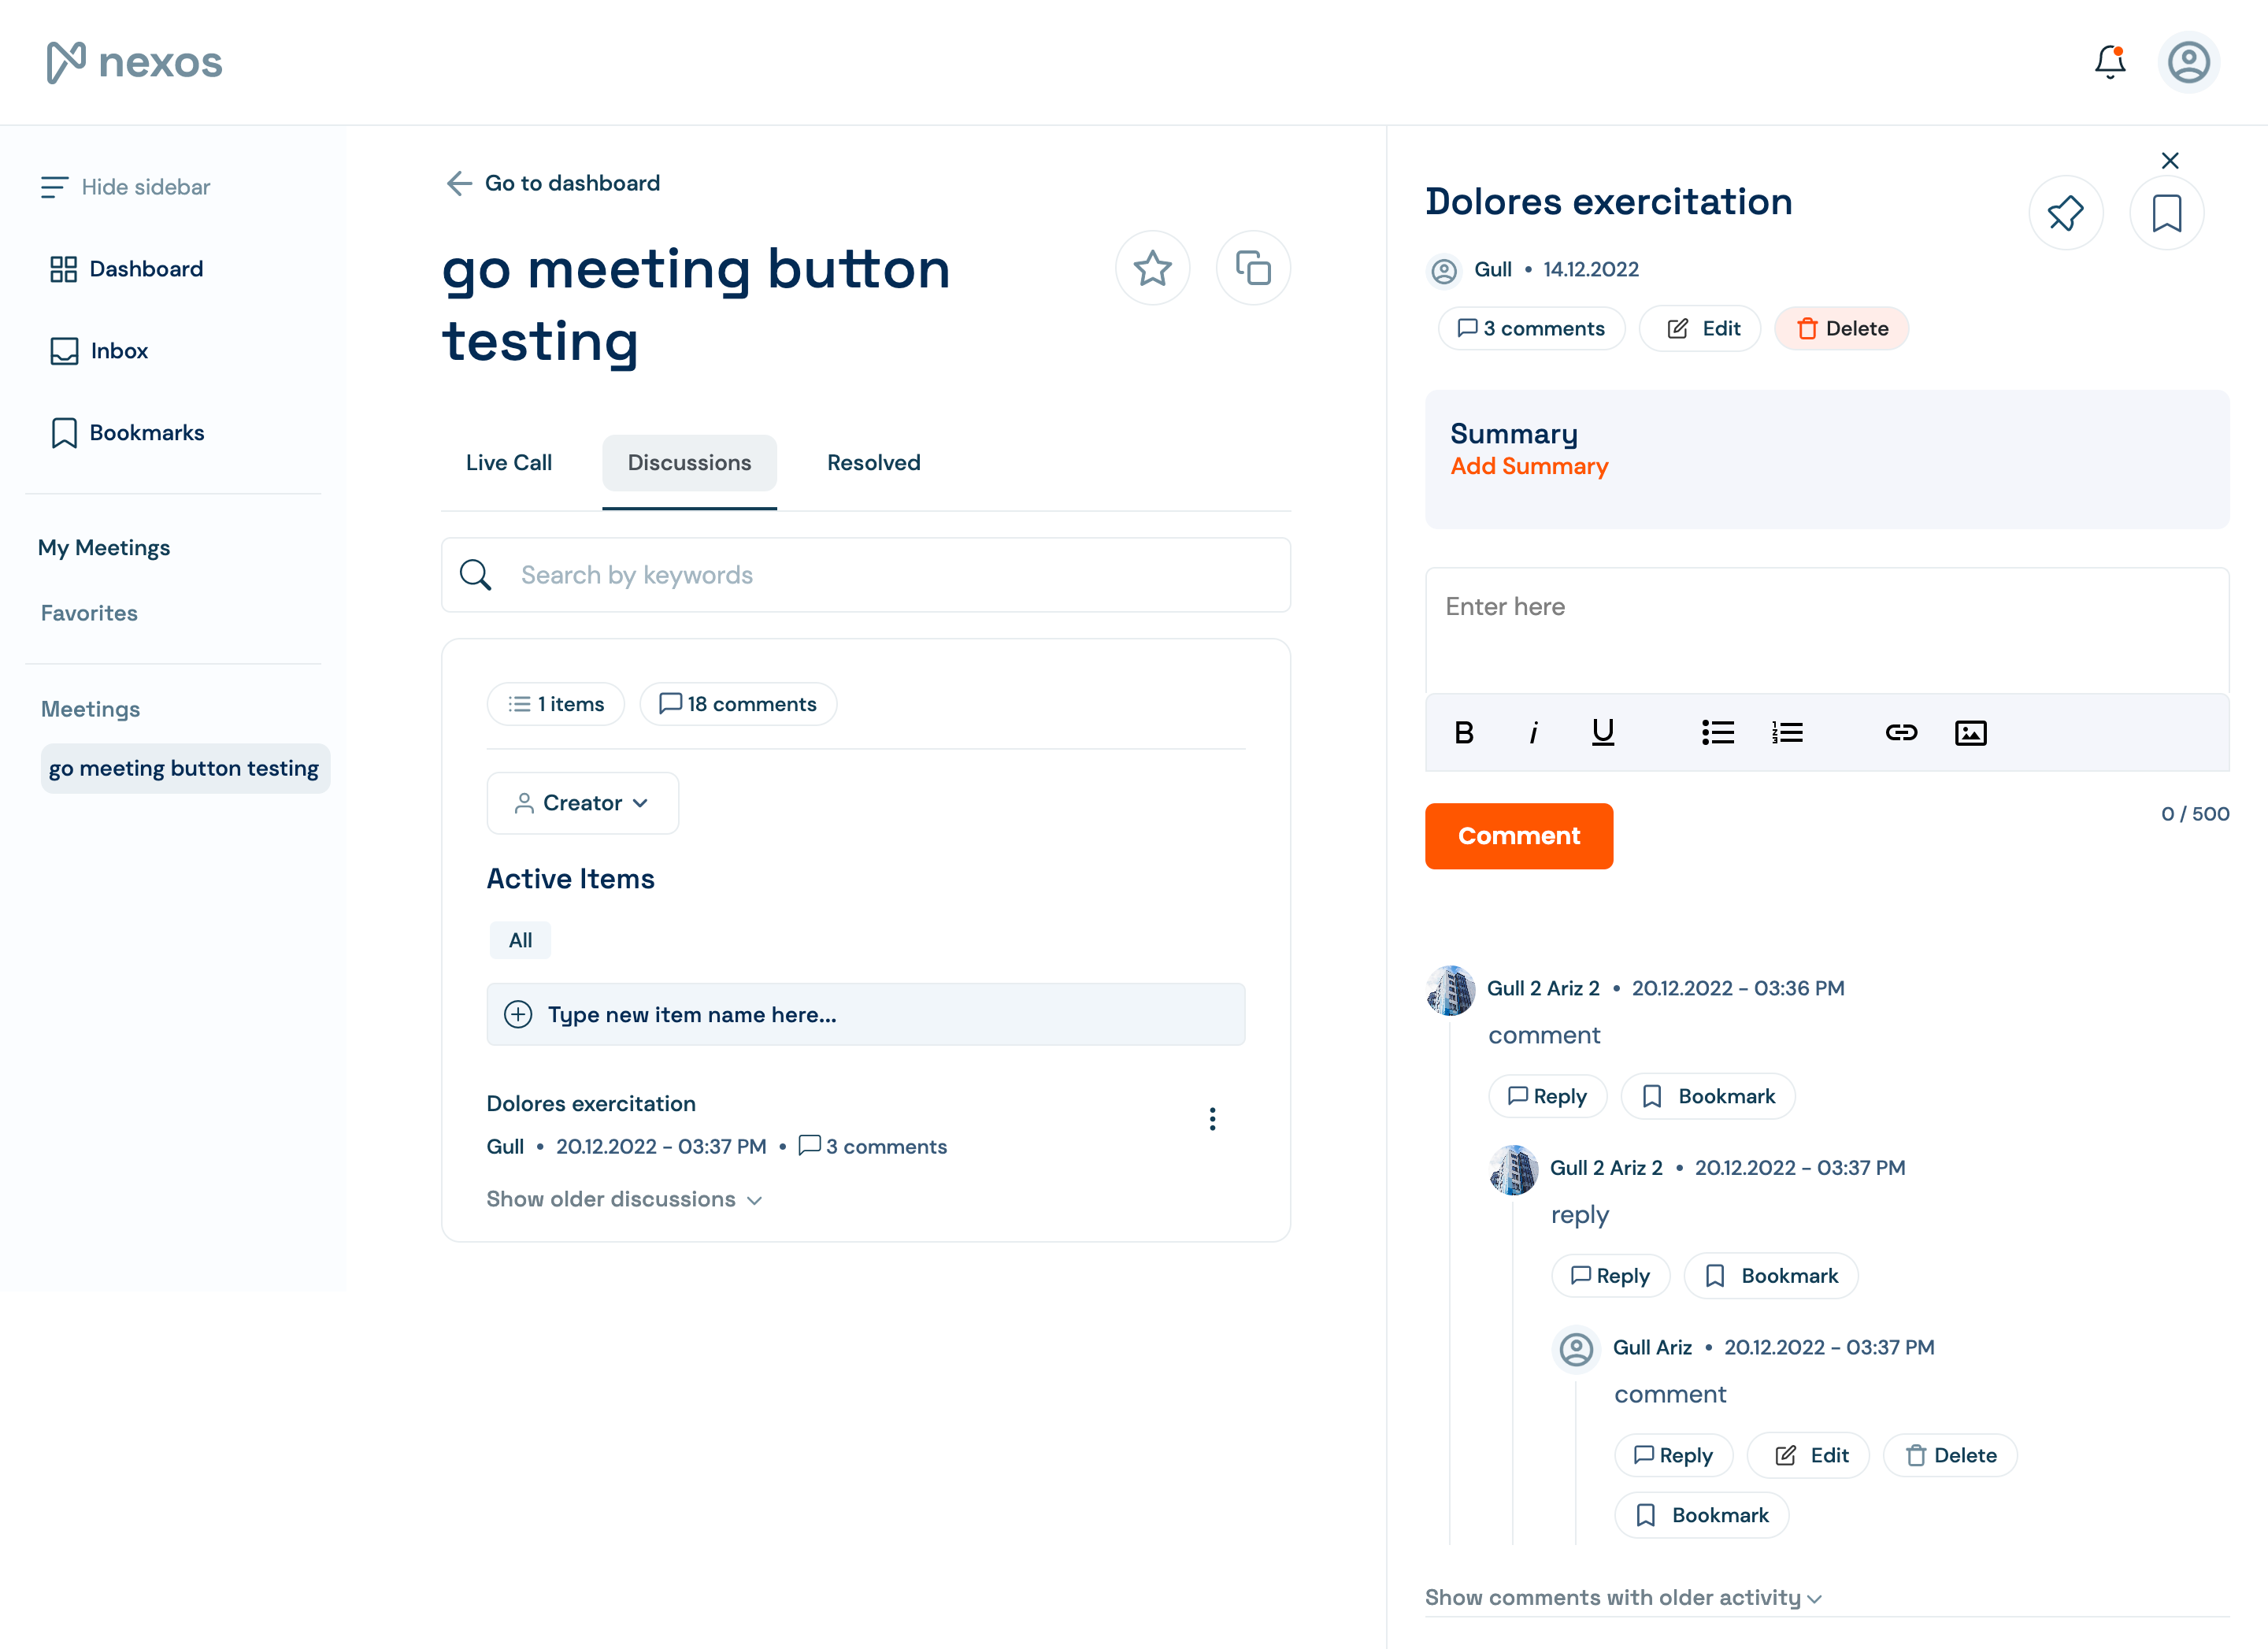 nexos
Hide sidebar
Dashboard
Inbox
Bookmarks
My Meetings
Favorites
Meetings
go meeting button testing
Go to dashboard
go meeting button
testing
Live Call
Discussions
Resolved
Search by keywords
1 items
18 comments
Creator
Active Items
All
Type new item name here...
Dolores exercitation
Gull • 20.12.2022 - 03:37 PM • 3 comments
Show older discussions
Dolores exercitation
Gull • 14.12.2022
3 comments
Edit
Delete
Summary
Add Summary
Enter here
B i U
0 / 500
Comment
Gull 2 Ariz 2 • 20.12.2022 - 03:36 PM
comment
Reply
Bookmark
Gull 2 Ariz 2 • 20.12.2022 - 03:37 PM
reply
Reply
Bookmark
Gull Ariz • 20.12.2022 - 03:37 PM
comment
Reply
Edit
Delete
Bookmark
Show comments with older activity